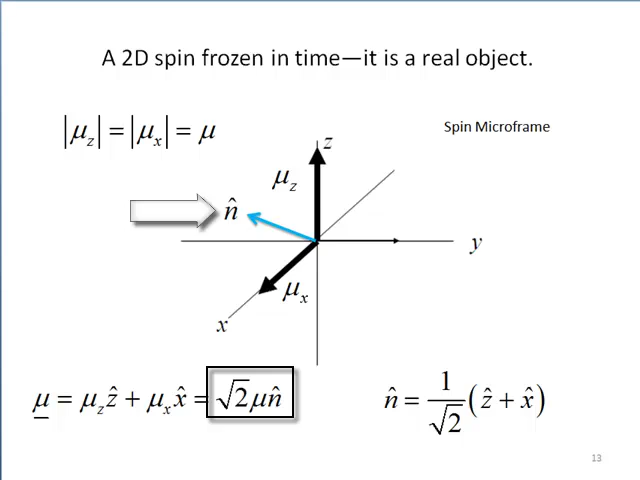 A 2D spin frozen in time—it is a real object.
|μ_z| = |μ_x| = μ
Spin Microframe
z
μ_z
n̂
y
μ_x
x
μ̲ = μ_z ẑ + μ_x x̂ = √2 μn̂
n̂ = 1/√2 (ẑ + x̂)
13